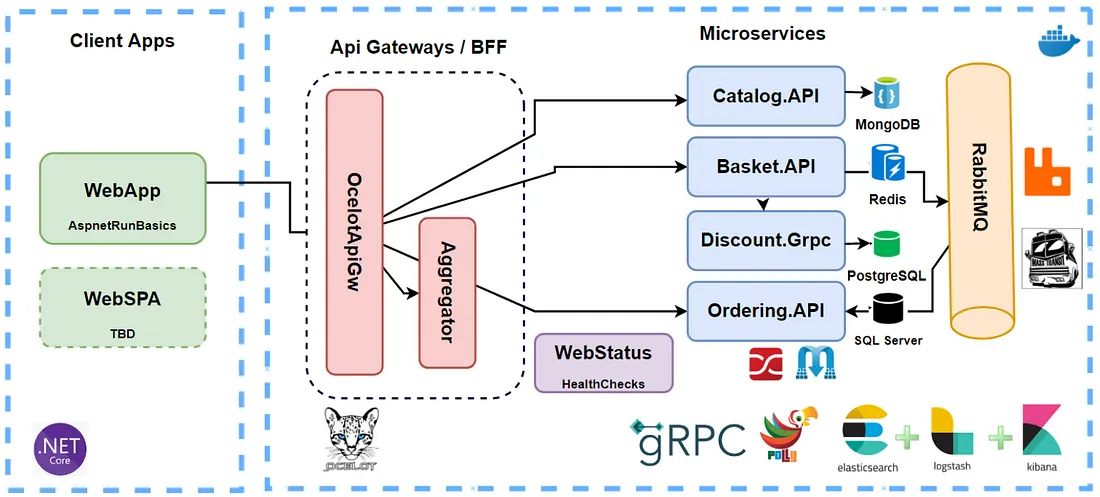 Client Apps
WebApp
AspnetRunBasics
WebSPA
TBD
.NET
Core
Api Gateways / BFF
OcelotApiGw
Aggregator
OCELOT
WebStatus
HealthChecks
Microservices
Catalog.API
MongoDB
Basket.API
Redis
Discount.Grpc
PostgreSQL
Ordering.API
SQL Server
RabbitMQ
MASS TRANSIT
gRPC
POLLY
elasticsearch
logstash
kibana